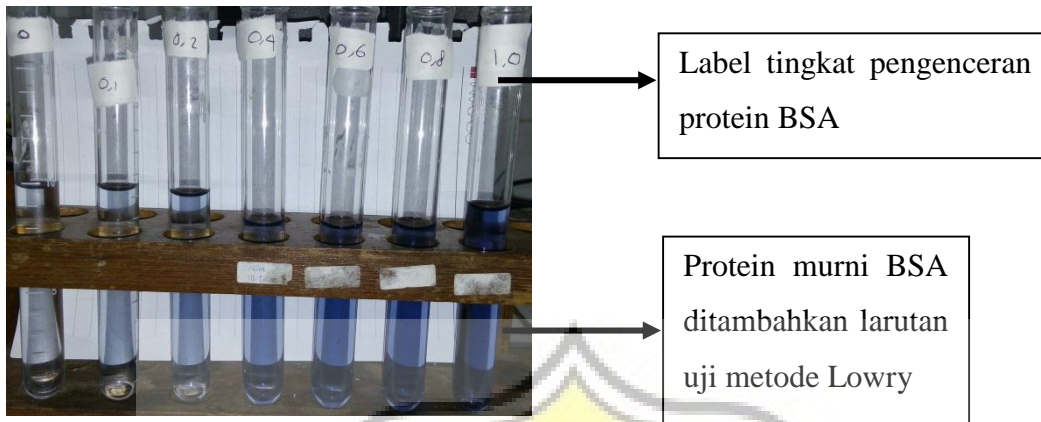 0
0,1
0,2
0,4
0,6
0,8
1,0
Label tingkat pengenceran
protein BSA
Protein murni BSA
ditambahkan larutan
uji metode Lowry